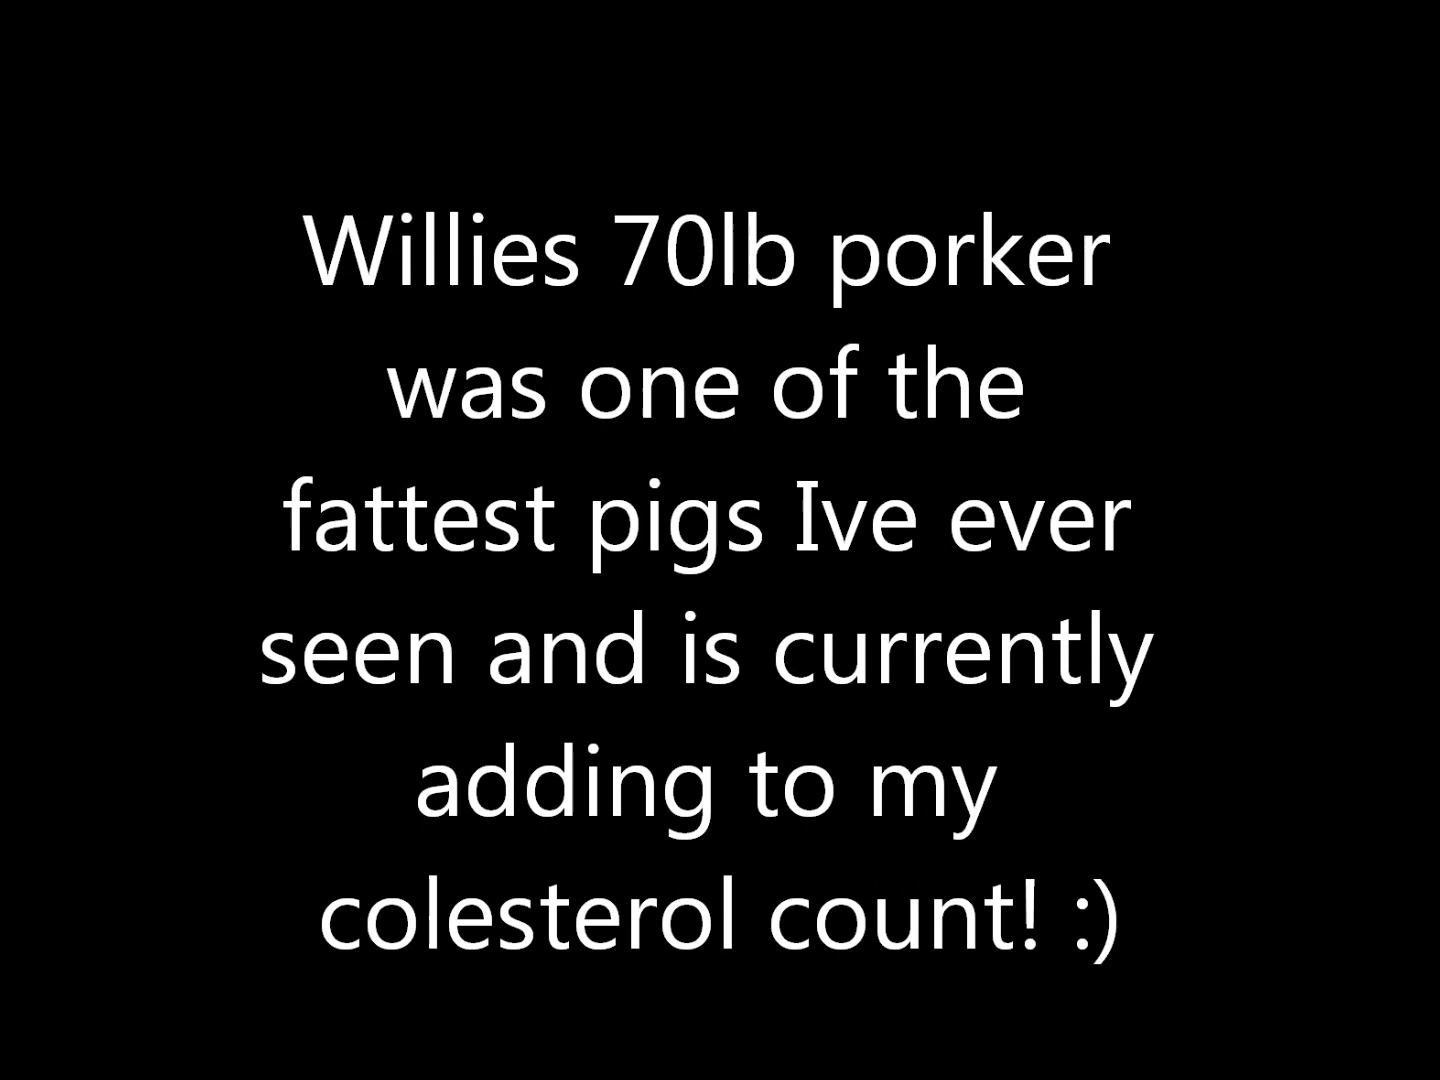 Willies 70lb porker
was one of the
fattest pigs Ive ever
seen and is currently
adding to my
colesterol count! :)